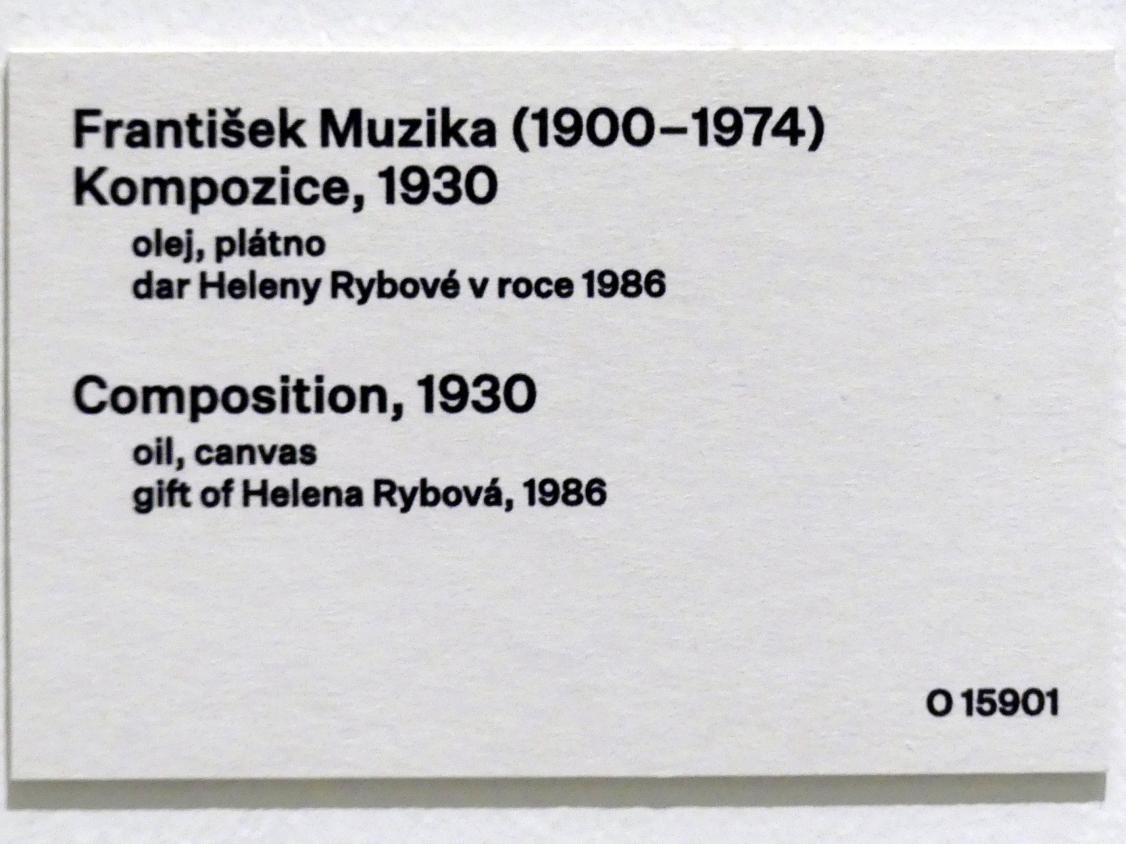 František Muzika (1900–1974)
Kompozice, 1930
olej, plátno
dar Heleny Rybové v roce 1986
Composition, 1930
oil, canvas
gift of Helena Rybová, 1986
O 15901